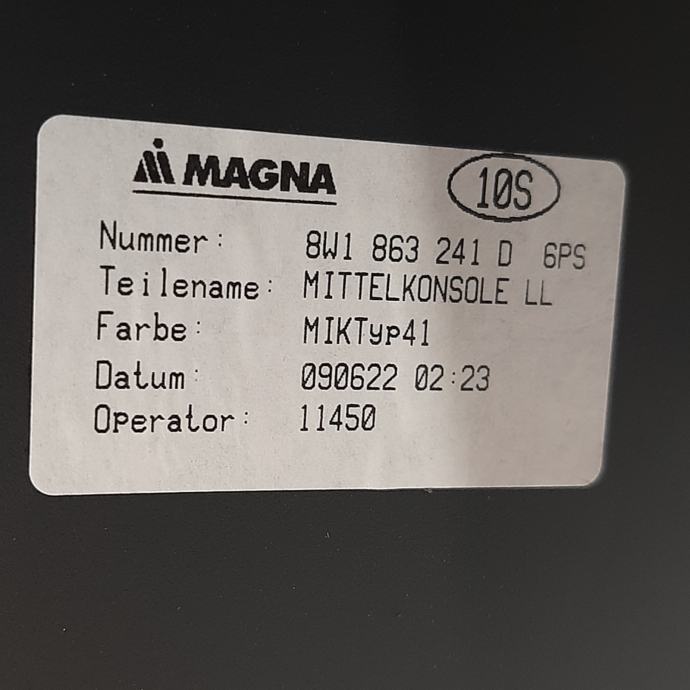 MAGNA
10S
Nummer: 8W1 863 241 D 6PS
Teilename: MITTELKONSOLE LL
Farbe: MIKTyp41
Datum: 090622 02:23
Operator: 11450